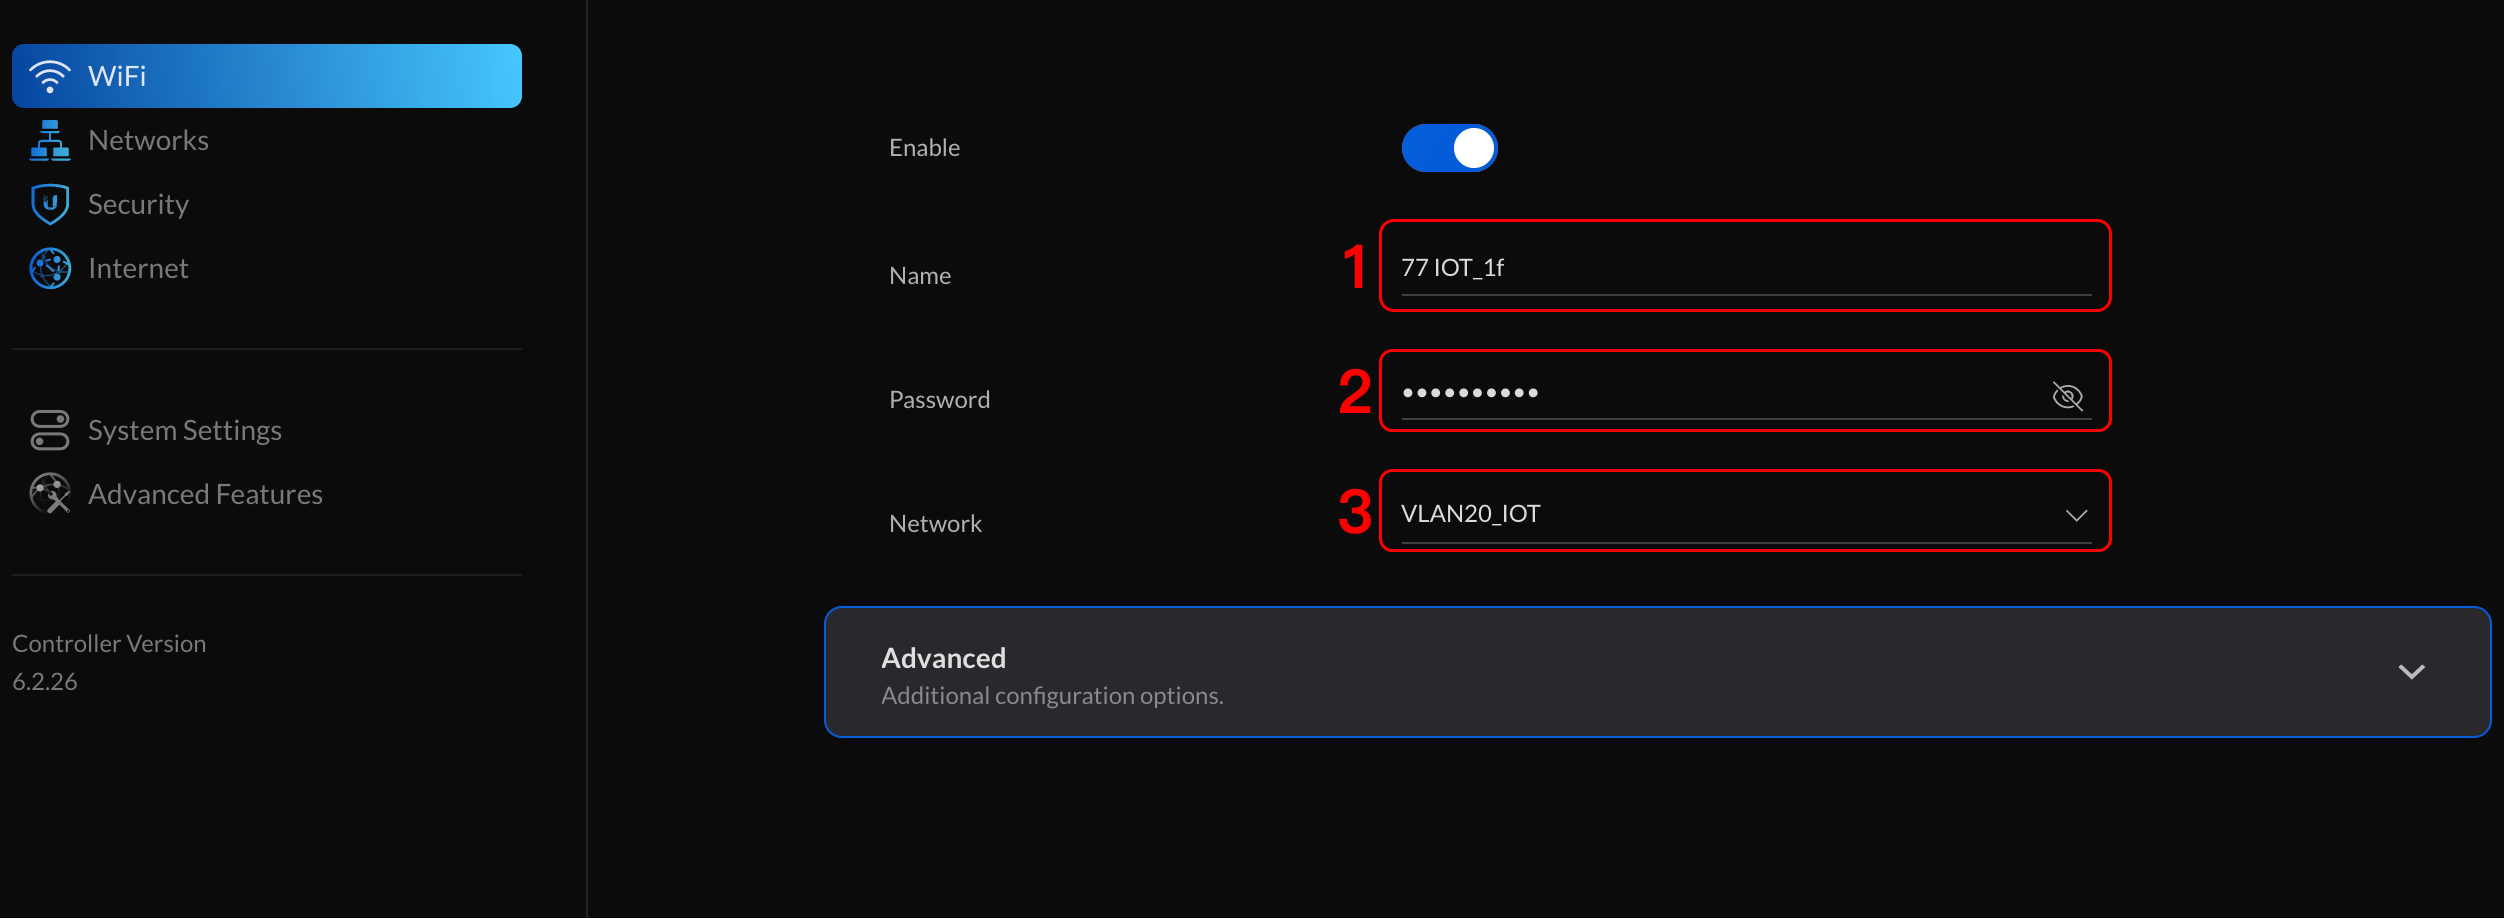 WiFi
Networks
Security
Internet
System Settings
Advanced Features
Controller Version
6.2.26
Enable
Name
1
77 IOT_1f
Password
2
••••••••••
Network
3
VLAN20_IOT
Advanced
Additional configuration options.